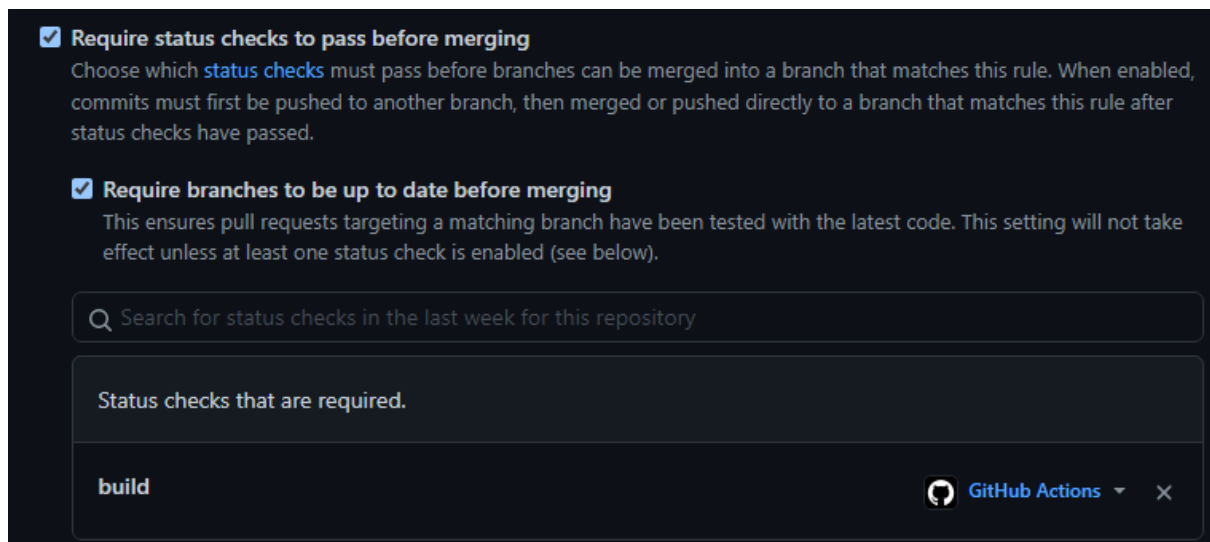 Require status checks to pass before merging
Choose which status checks must pass before branches can be merged into a branch that matches this rule. When enabled,
commits must first be pushed to another branch, then merged or pushed directly to a branch that matches this rule after
status checks have passed.
Require branches to be up to date before merging
This ensures pull requests targeting a matching branch have been tested with the latest code. This setting will not take
effect unless at least one status check is enabled (see below).
Search for status checks in the last week for this repository
Status checks that are required.
build GitHub Actions